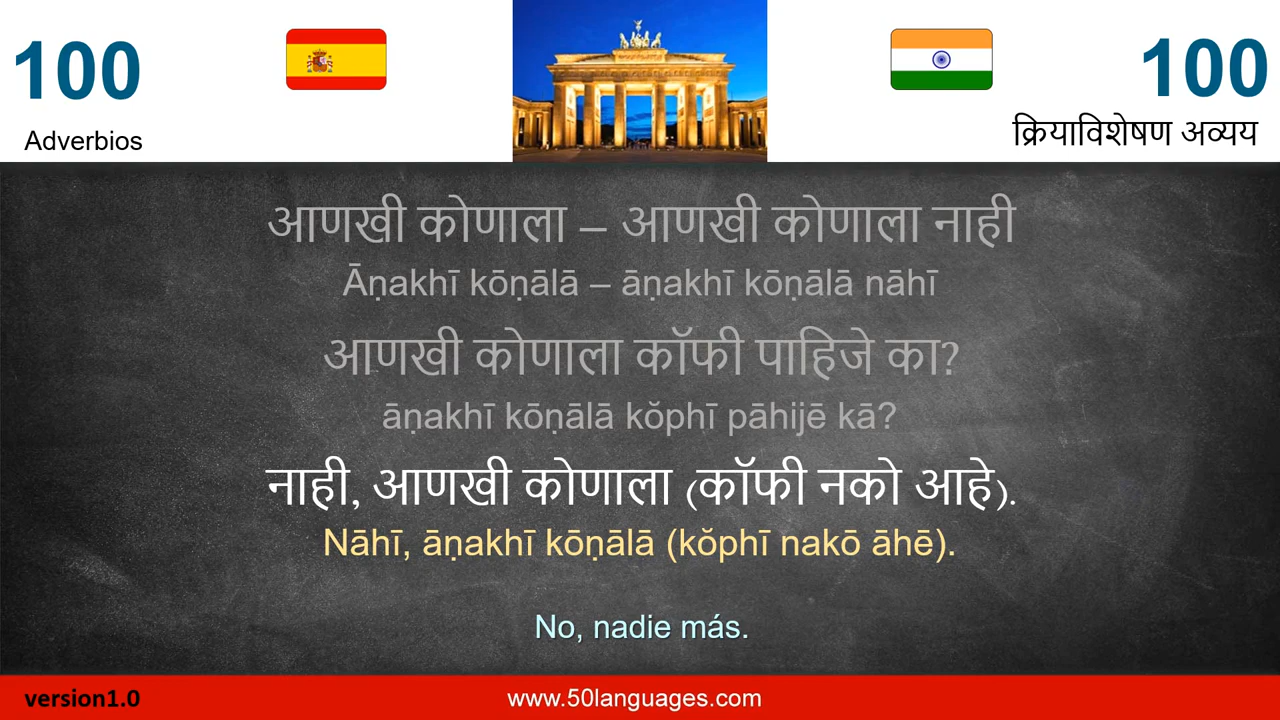 100
100
Adverbios
क्रियाविशेषण अव्यय
आणखी कोणाला – आणखी कोणाला नाही
Āṇakhī kōṇālā – āṇakhī kōṇālā nāhī
आणखी कोणाला कॉफी पाहिजे का?
āṇakhī kōṇālā kŏphī pāhijē kā?
नाही, आणखी कोणाला (कॉफी नको आहे).
Nāhī, āṇakhī kōṇālā (kŏphī nakō āhē).
No, nadie más.
version1.0
www.50languages.com